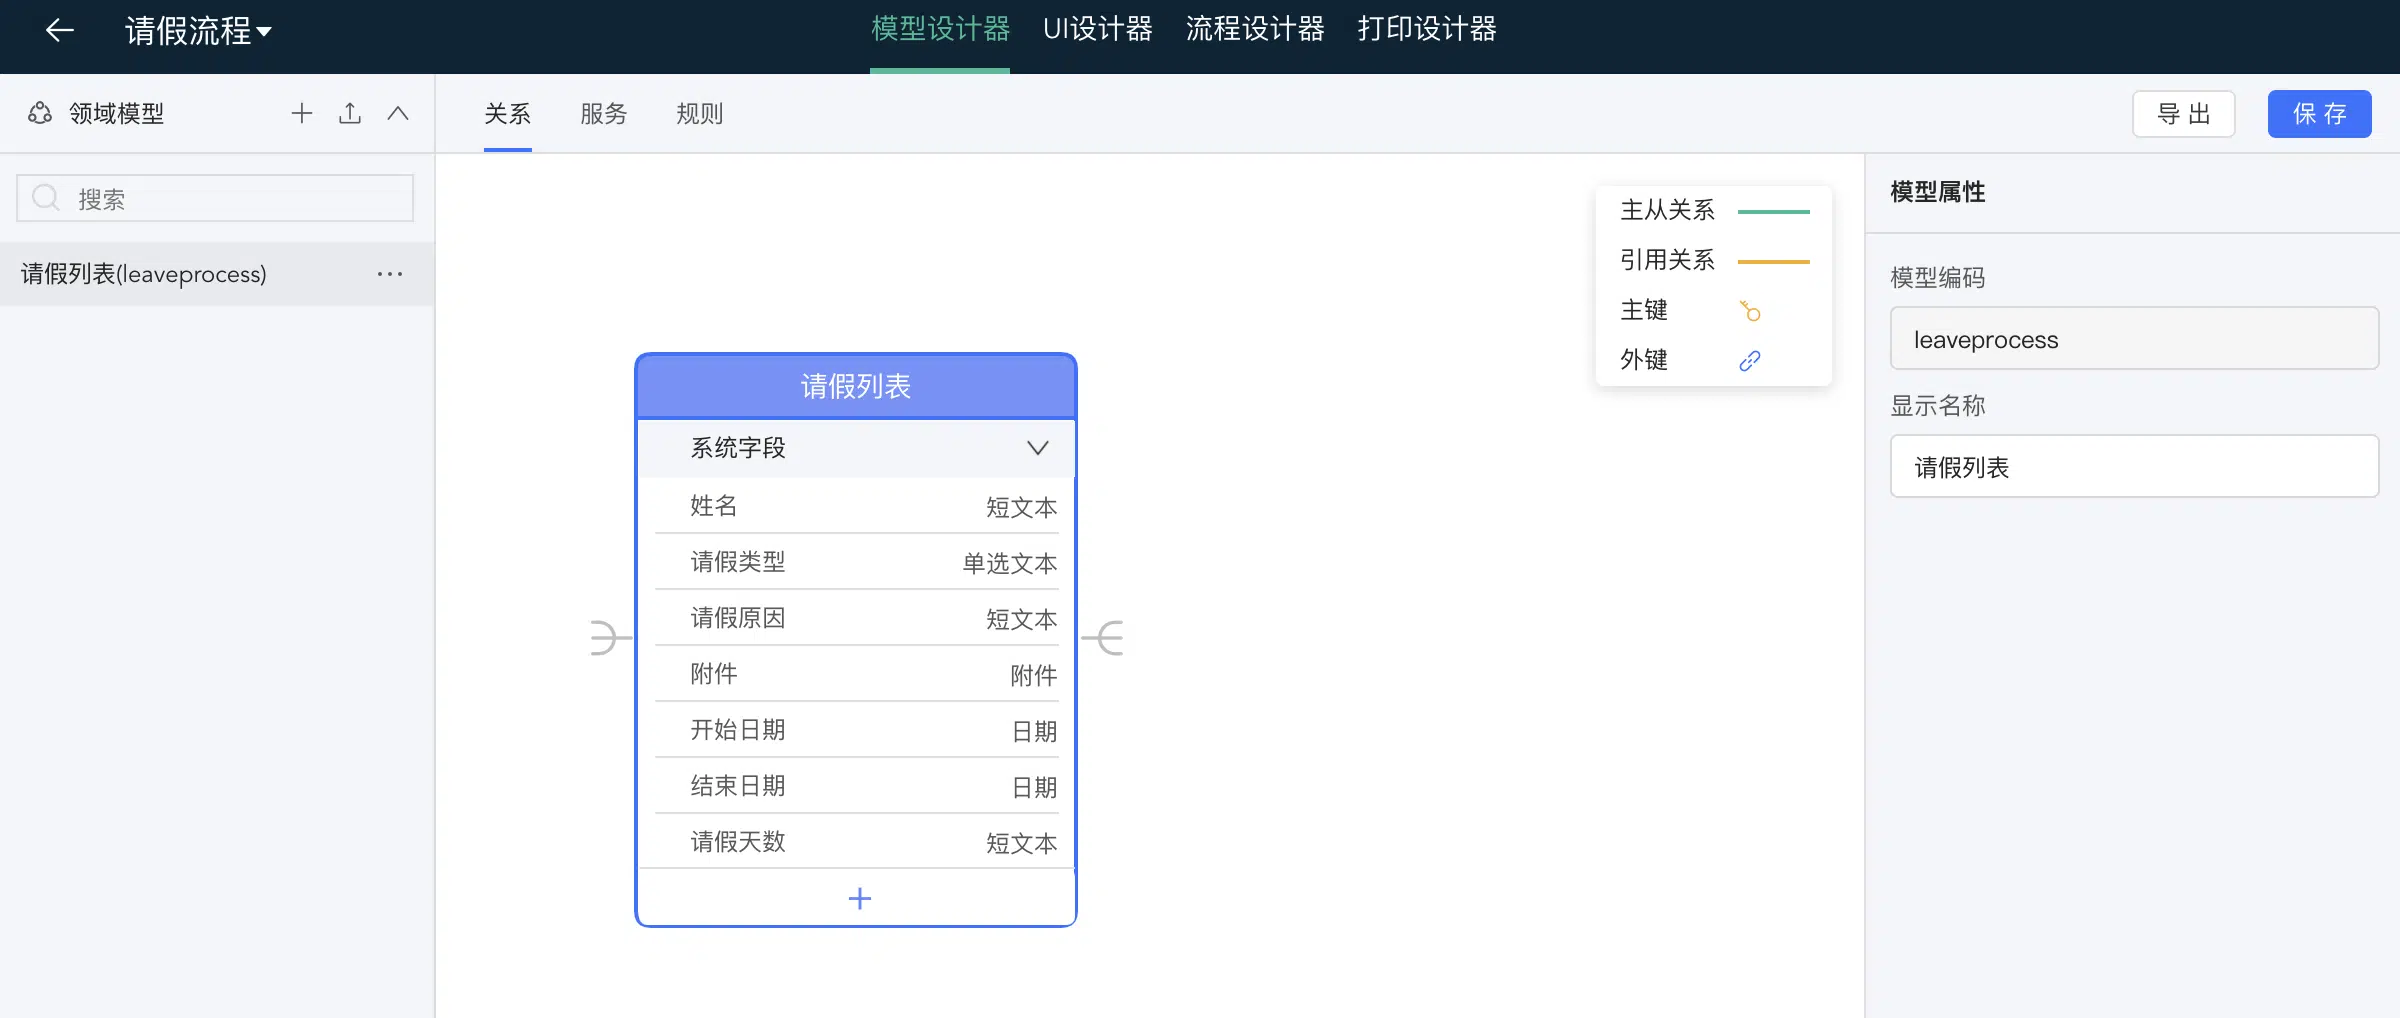 请假流程
模型设计器 UI设计器 流程设计器 打印设计器
领域模型
关系 服务 规则
导 出
保 存
搜索
请假列表(leaveprocess)
主从关系
引用关系
主键
外键
请假列表
系统字段
姓名 短文本
请假类型 单选文本
请假原因 短文本
附件 附件
开始日期 日期
结束日期 日期
请假天数 短文本
模型属性
模型编码
leaveprocess
显示名称
请假列表